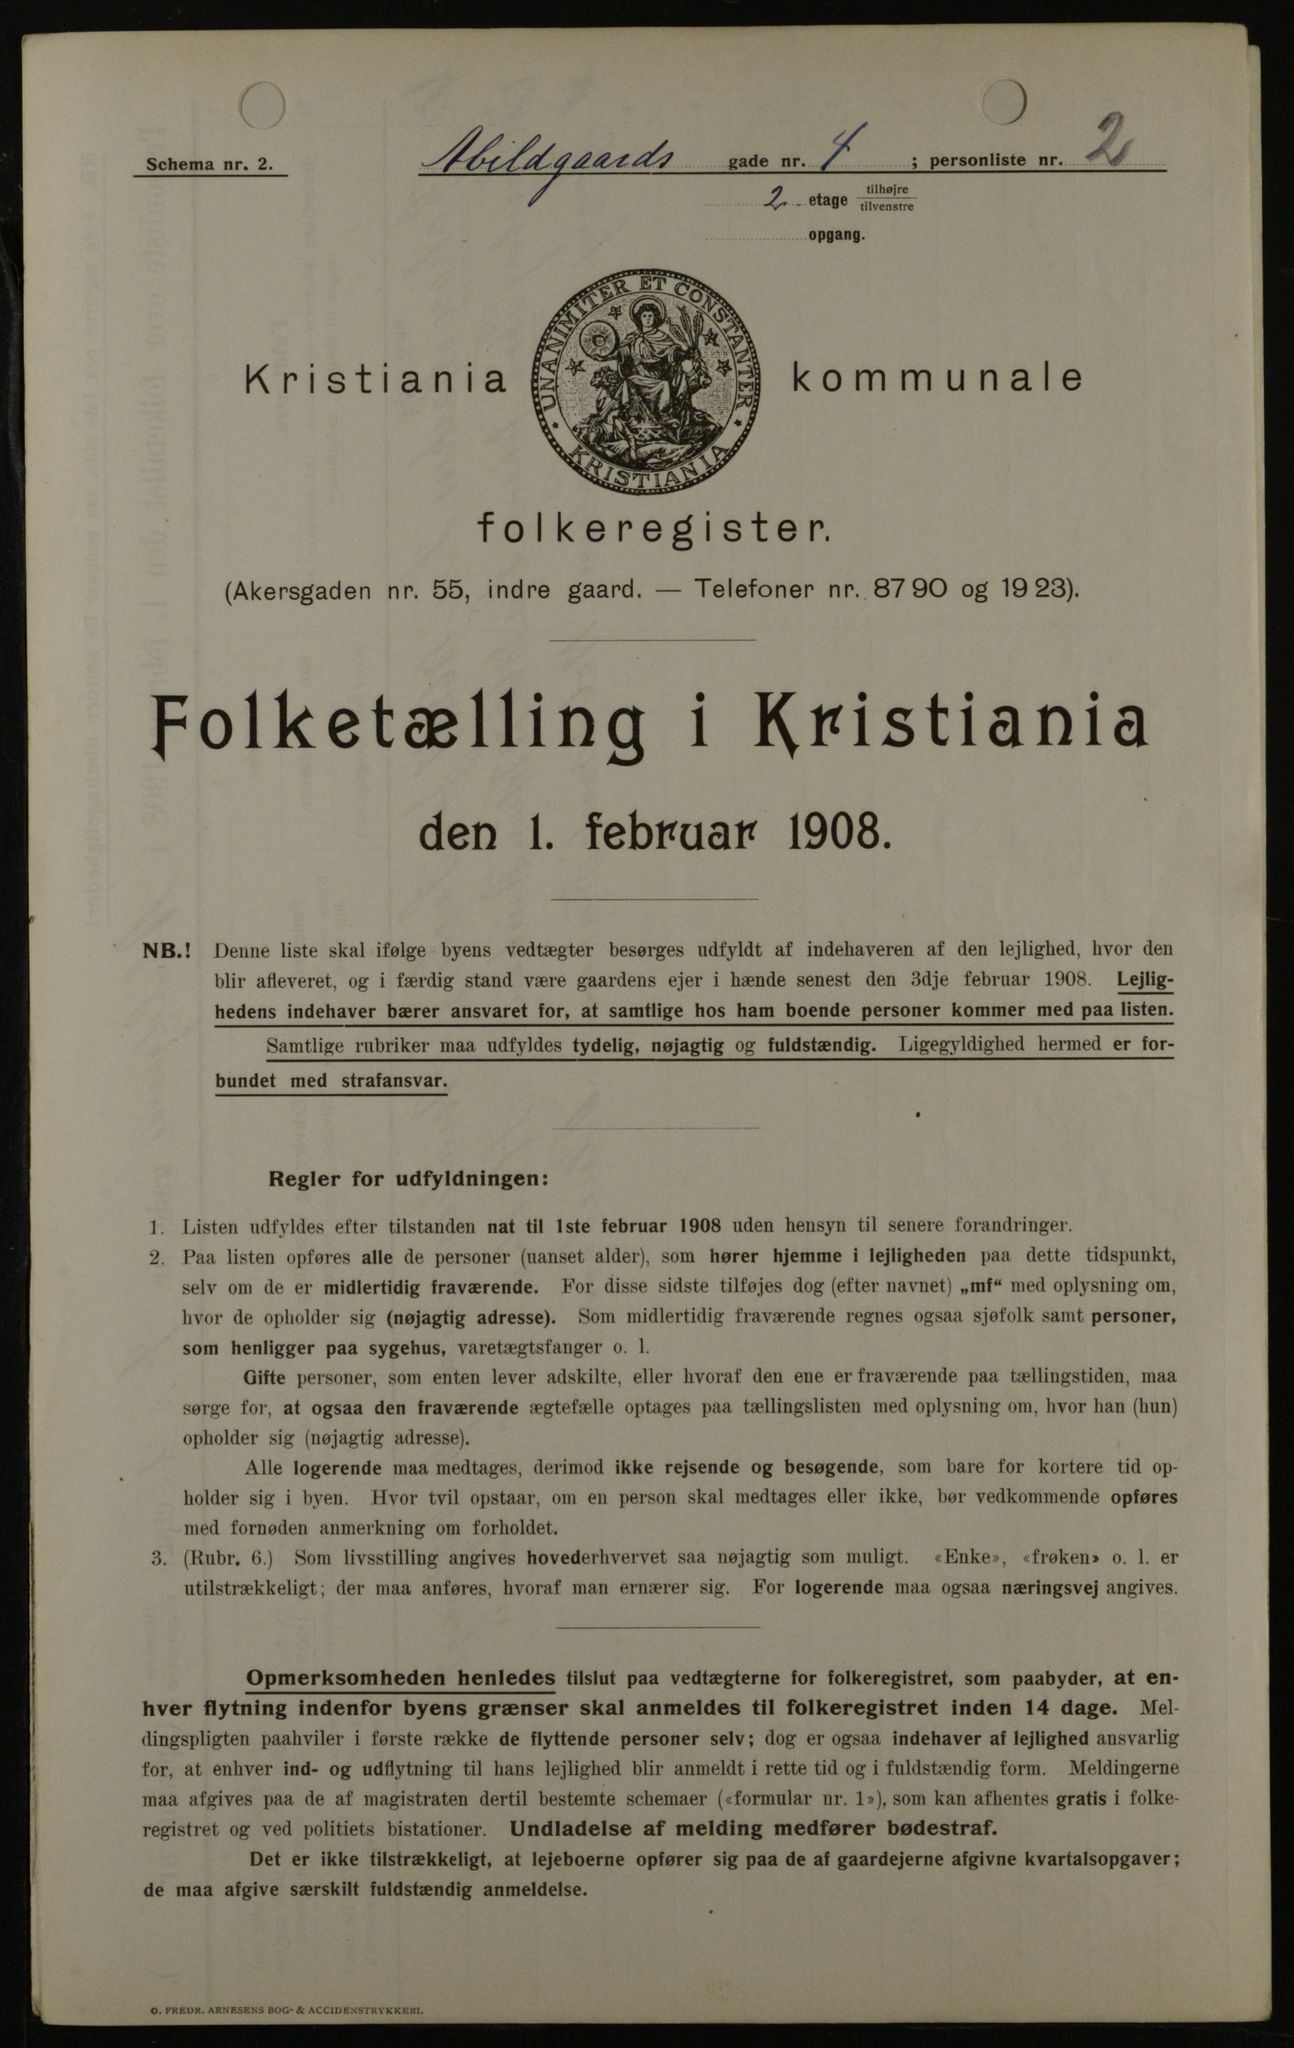 Schema nr. 2.
Abildgaards gade nr. 4 ; personliste nr. 2
2 etage tilhøjre
tilvenstre
opgang.
UNANIMITER ET CONSTANTER
KRISTIANIA
Kristiania kommunale
folkeregister.
(Akersgaden nr. 55, indre gaard. — Telefoner nr. 8790 og 1923).
Folketælling i Kristiania
den 1. februar 1908.
NB.! Denne liste skal ifølge byens vedtægter besørges udfyldt af indehaveren af den lejlighed, hvor den
blir afleveret, og i færdig stand være gaardens ejer i hænde senest den 3dje februar 1908. Lejlig-
hedens indehaver bærer ansvaret for, at samtlige hos ham boende personer kommer med paa listen.
Samtlige rubriker maa udfyldes tydelig, nøjagtig og fuldstændig. Ligegyldighed hermed er for-
bundet med strafansvar.
Regler for udfyldningen:
1. Listen udfyldes efter tilstanden nat til 1ste februar 1908 uden hensyn til senere forandringer.
2. Paa listen opføres alle de personer (uanset alder), som hører hjemme i lejligheden paa dette tidspunkt,
selv om de er midlertidig fraværende. For disse sidste tilføjes dog (efter navnet) „mf“ med oplysning om,
hvor de opholder sig (nøjagtig adresse). Som midlertidig fraværende regnes ogsaa sjøfolk samt personer,
som henligger paa sygehus, varetægtsfanger o. l.
Gifte personer, som enten lever adskilte, eller hvoraf den ene er fraværende paa tællingstiden, maa
sørge for, at ogsaa den fraværende ægtefælle optages paa tællingslisten med oplysning om, hvor han (hun)
opholder sig (nøjagtig adresse).
Alle logerende maa medtages, derimod ikke rejsende og besøgende, som bare for kortere tid op-
holder sig i byen. Hvor tvil opstaar, om en person skal medtages eller ikke, bør vedkommende opføres
med fornøden anmerkning om forholdet.
3. (Rubr. 6.) Som livsstilling angives hovederhvervet saa nøjagtig som muligt. «Enke», «frøken» o. l. er
utilstrækkeligt; der maa anføres, hvoraf man ernærer sig. For logerende maa ogsaa næringsvej angives.
Opmerksomheden henledes tilslut paa vedtægterne for folkeregistret, som paabyder, at en-
hver flytning indenfor byens grænser skal anmeldes til folkeregistret inden 14 dage. Mel-
dingspligten paahviler i første række de flyttende personer selv; dog er ogsaa indehaver af lejlighed ansvarlig
for, at enhver ind- og udflytning til hans lejlighed blir anmeldt i rette tid og i fuldstændig form. Meldingerne
maa afgives paa de af magistraten dertil bestemte schemaer («formular nr. 1»), som kan afhentes gratis i folke-
registret og ved politiets bistationer. Undladelse af melding medfører bødestraf.
Det er ikke tilstrækkeligt, at lejeboerne opfører sig paa de af gaardejerne afgivne kvartalsopgaver;
de maa afgive særskilt fuldstændig anmeldelse.
O. FREDR. ARNESENS BOG- & ACCIDENSTRYKKERI.